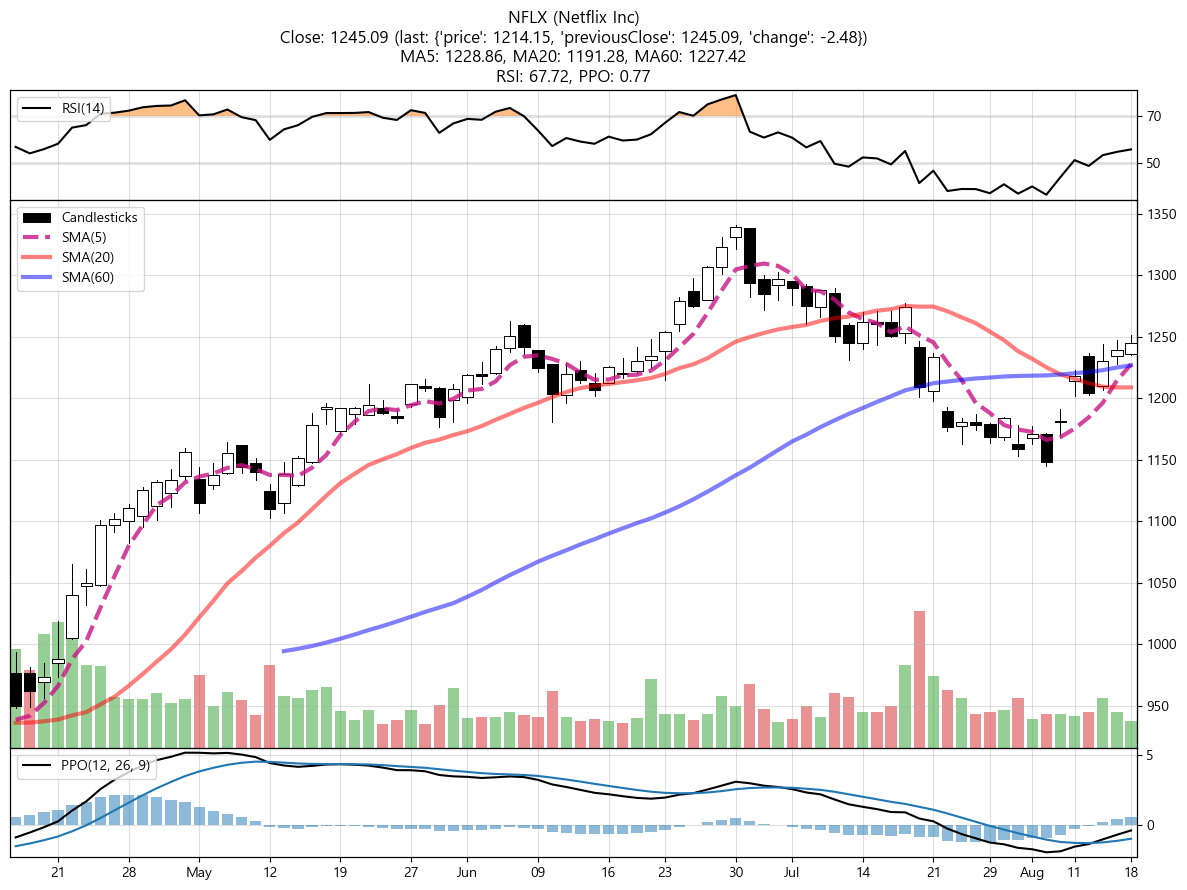 NFLX (Netflix Inc)
Close: 1245.09 (last: {'price': 1214.15, 'previousClose': 1245.09, 'change': -2.48})
MA5: 1228.86, MA20: 1191.28, MA60: 1227.42
RSI: 67.72, PPO: 0.77
RSI(14)
70
50
Candlesticks
SMA(5)
SMA(20)
SMA(60)
1350
1300
1250
1200
1150
1100
1050
1000
950
PPO(12, 26, 9)
5
0
21 28 May 12 19 27 Jun 09 16 23 30 Jul 14 21 29 Aug 11 18